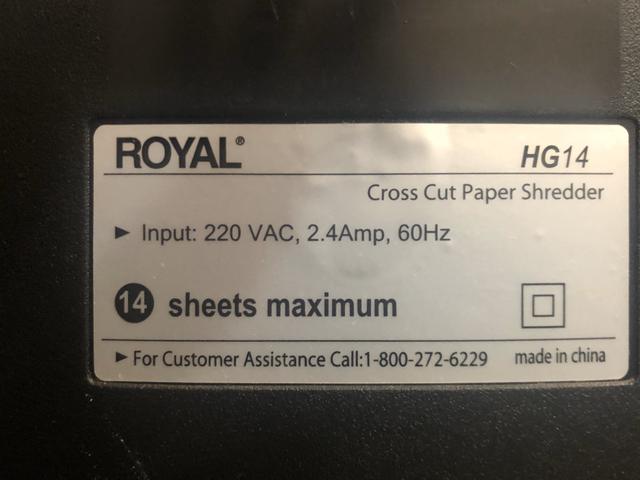 ROYAL® HG14
Cross Cut Paper Shredder
► Input: 220 VAC, 2.4Amp, 60Hz
14 sheets maximum
►For Customer Assistance Call:1-800-272-6229 made in china